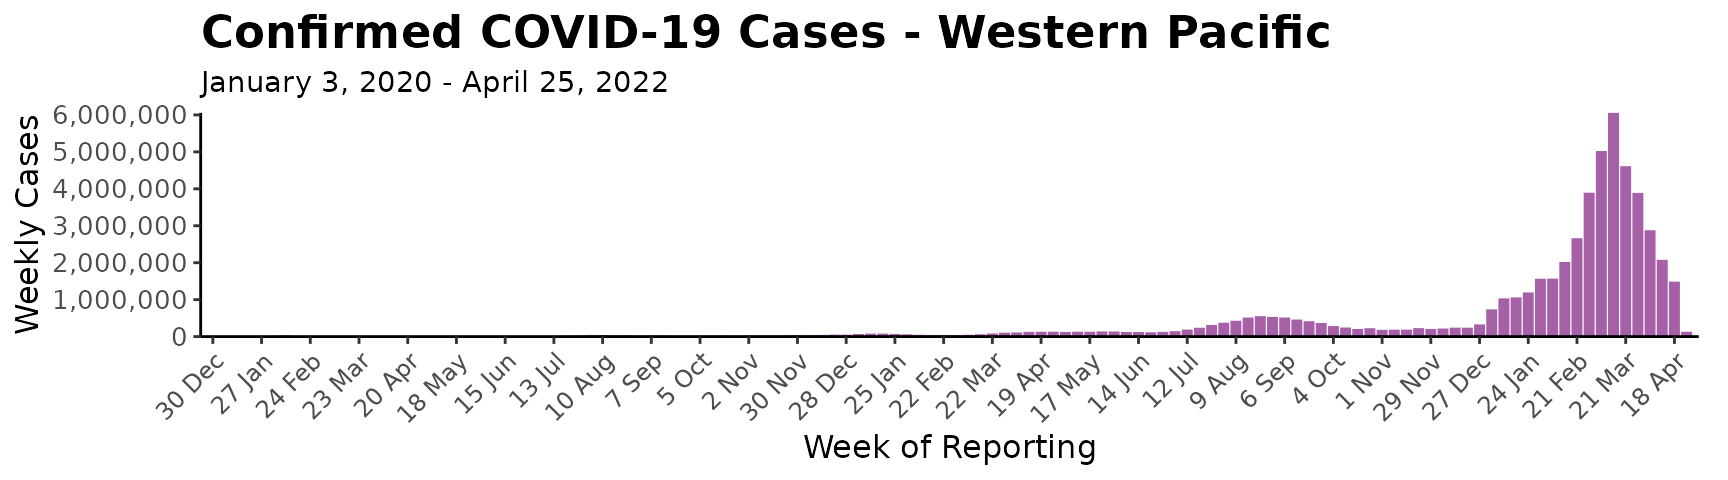 Confirmed COVID-19 Cases - Western Pacific
January 3, 2020 - April 25, 2022
Weekly Cases
6,000,000
5,000,000
4,000,000
3,000,000
2,000,000
1,000,000
0
30 Dec
27 Jan
24 Feb
23 Mar
20 Apr
18 May
15 Jun
13 Jul
10 Aug
7 Sep
5 Oct
2 Nov
30 Nov
28 Dec
25 Jan
22 Feb
22 Mar
19 Apr
17 May
14 Jun
12 Jul
9 Aug
6 Sep
4 Oct
1 Nov
29 Nov
27 Dec
24 Jan
21 Feb
21 Mar
18 Apr
Week of Reporting